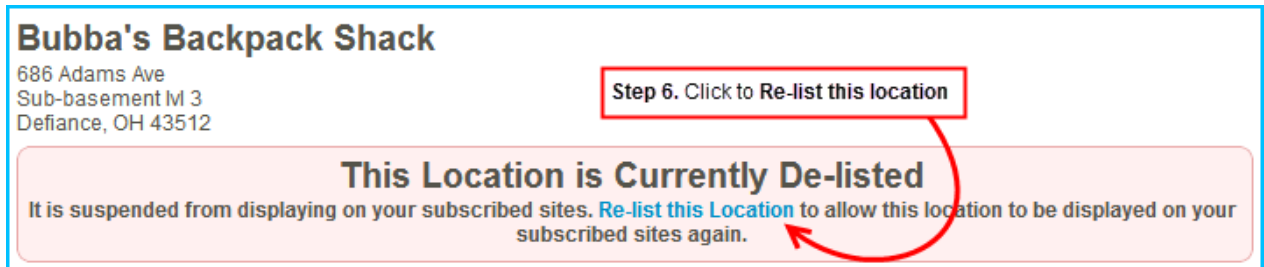 Bubba's Backpack Shack
686 Adams Ave
Sub-basement lvl 3
Defiance, OH 43512
Step 6. Click to Re-list this location
This Location is Currently De-listed
It is suspended from displaying on your subscribed sites. Re-list this Location to allow this location to be displayed on your
subscribed sites again.